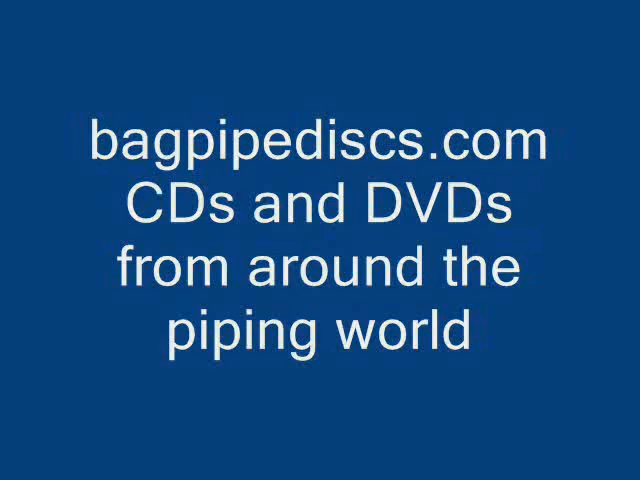 bagpipediscs.com
CDs and DVDs
from around the
piping world